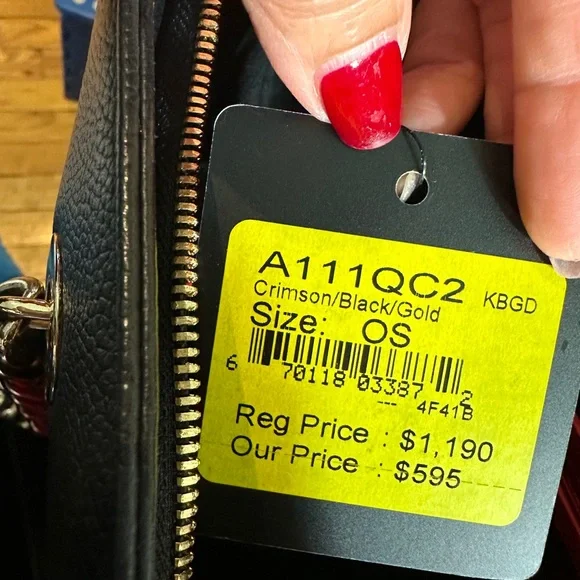 A111QC2 KBGD
Crimson/Black/Gold
Size: OS
6 70118 03387 2
--- 4F41B
Reg Price : $1,190
Our Price : $595